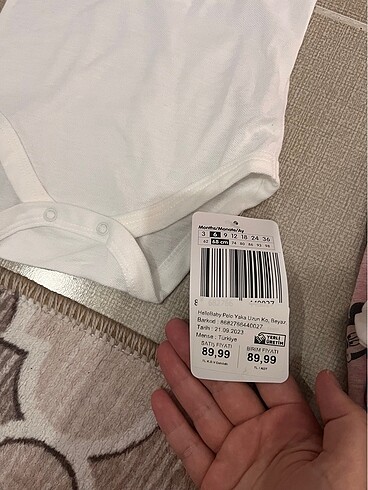 Months/Monate/Ay
3 6 9 12 18 24 36
62 68 cm 74 80 86 92 98
HelloBaby Polo Yaka Uzun Ko, Beyaz
Barkod : 8682766440027
Tarih : 21.09.2023
Menşe : Türkiye
YERLİ ÜRETİM
SATIŞ FİYATI BİRİM FİYATI
89,99 89,99